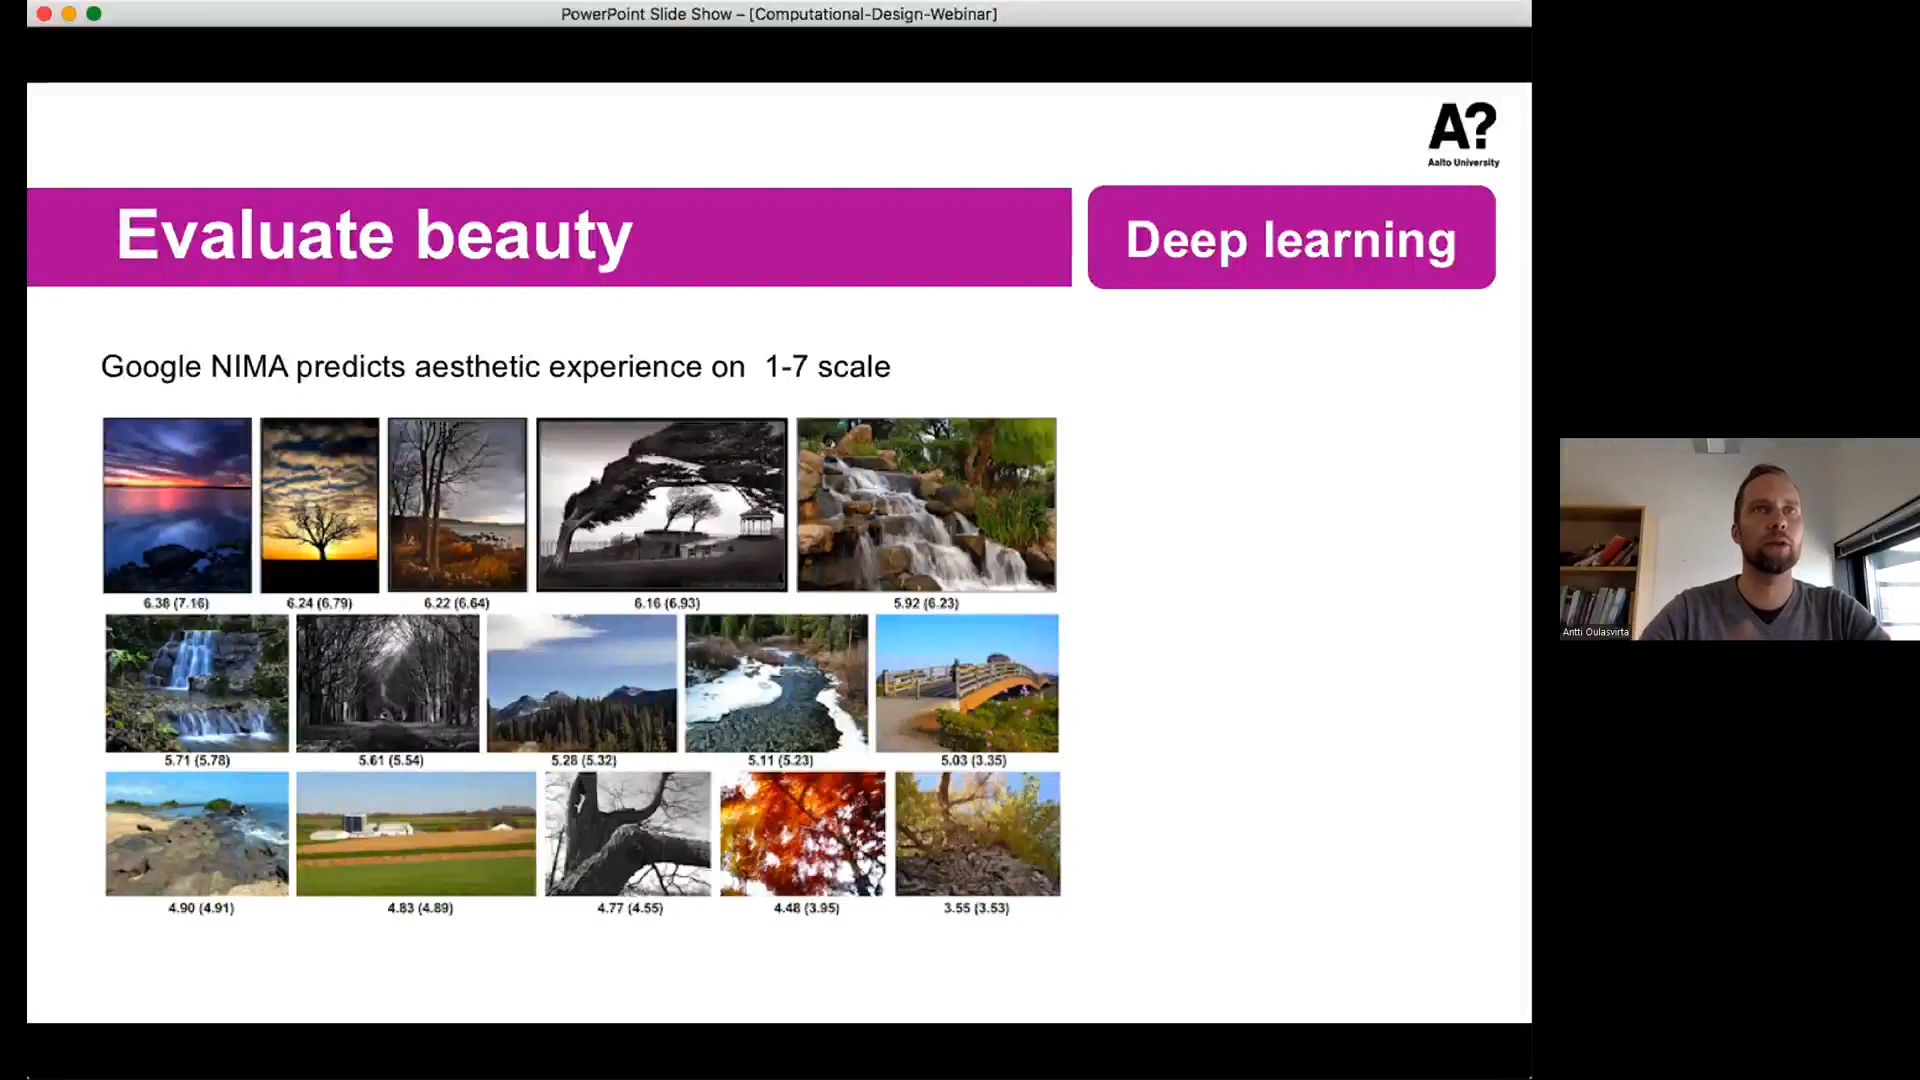 PowerPoint Slide Show – [Computational-Design-Webinar]
A?
Aalto University
Evaluate beauty
Deep learning
Google NIMA predicts aesthetic experience on 1-7 scale
6.38 (7.16)
6.24 (6.79)
6.22 (6.64)
6.16 (6.93)
5.92 (6.23)
5.71 (5.78)
5.61 (5.54)
5.28 (5.32)
5.11 (5.23)
5.03 (3.35)
4.90 (4.91)
4.83 (4.89)
4.77 (4.55)
4.48 (3.95)
3.55 (3.53)
Antti Oulasvirta